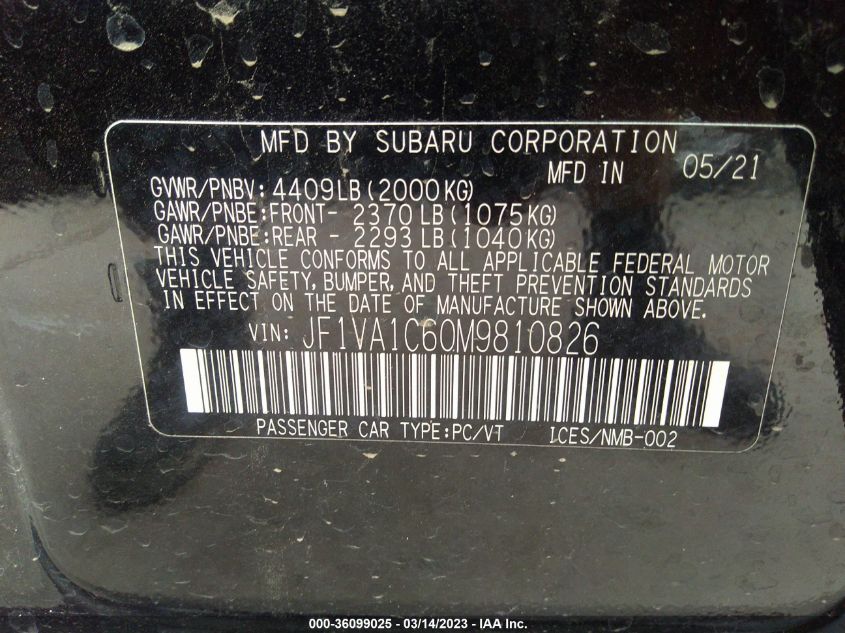 MFD BY SUBARU CORPORATION
MFD IN 05/21
GVWR/PNBV: 4409LB(2000KG)
GAWR/PNBE:FRONT- 2370 LB(1075KG)
GAWR/PNBE:REAR - 2293 LB(1040KG)
THIS VEHICLE CONFORMS TO ALL APPLICABLE FEDERAL MOTOR
VEHICLE SAFETY, BUMPER, AND THEFT PREVENTION STANDARDS
IN EFFECT ON THE DATE OF MANUFACTURE SHOWN ABOVE.
VIN: JF1VA1C60M9810826
PASSENGER CAR TYPE:PC/VT ICES/NMB-002
000-36099025 - 03/14/2023 - IAA Inc.